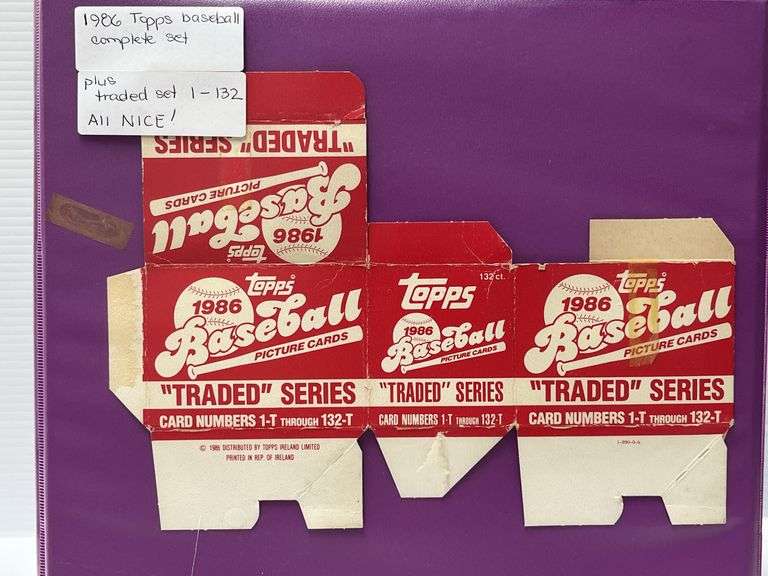 1986 Topps baseball
complete set
plus
traded set 1-132
All NICE!
"TRADED" SERIES
PICTURE CARDS
Baseball
1986
topps
topps
1986
Baseball
PICTURE CARDS
"TRADED" SERIES
CARD NUMBERS 1-T THROUGH 132-T
© 1986 DISTRIBUTED BY TOPPS IRELAND LIMITED
PRINTED IN REP. OF IRELAND
132 ct.
topps
1986
Baseball
PICTURE CARDS
"TRADED" SERIES
CARD NUMBERS 1-T THROUGH 132-T
topps
1986
Baseball
PICTURE CARDS
"TRADED" SERIES
CARD NUMBERS 1-T THROUGH 132-T